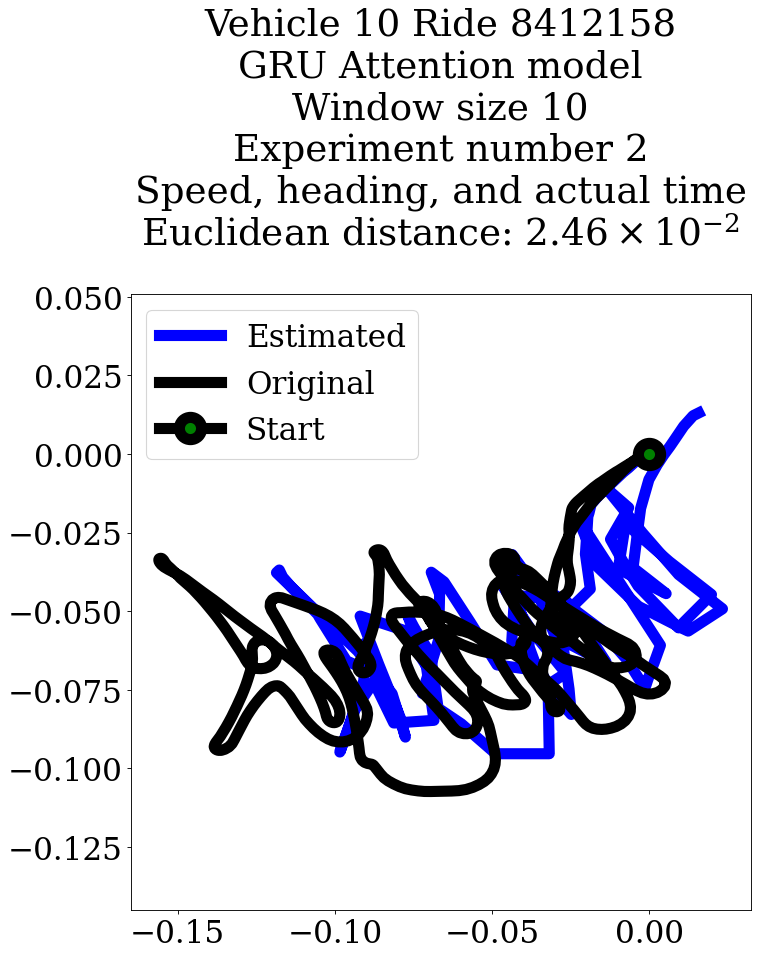 Vehicle 10 Ride 8412158
GRU Attention model
Window size 10
Experiment number 2
Speed, heading, and actual time
Euclidean distance: 2.46 × 10⁻²
0.050
Estimated
0.025
Original
Start
0.000
−0.025
−0.050
−0.075
−0.100
−0.125
−0.15 −0.10 −0.05 0.00